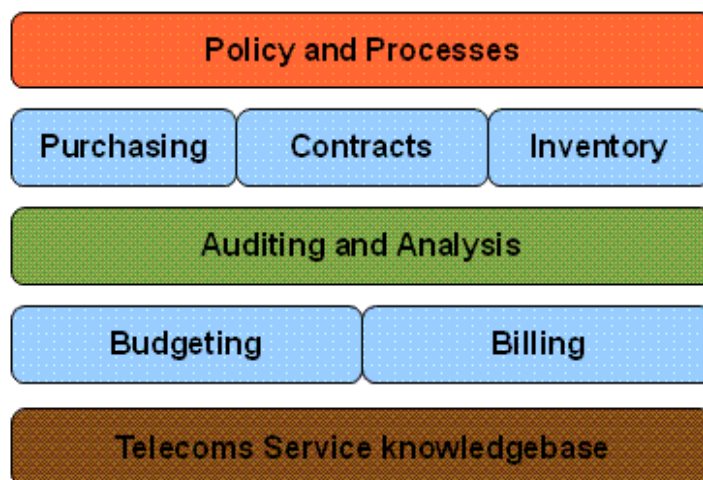 Policy and Processes
Purchasing Contracts Inventory
Auditing and Analysis
Budgeting Billing
Telecoms Service knowledgebase